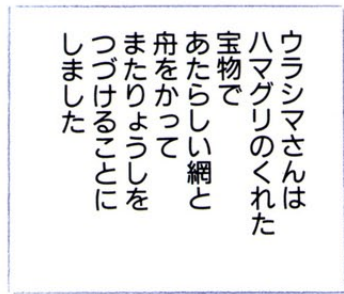 ウラシマさんは
ハマグリのくれた
宝物で
あたらしい網と
舟をかって
またりょうしを
つづけることに
しました